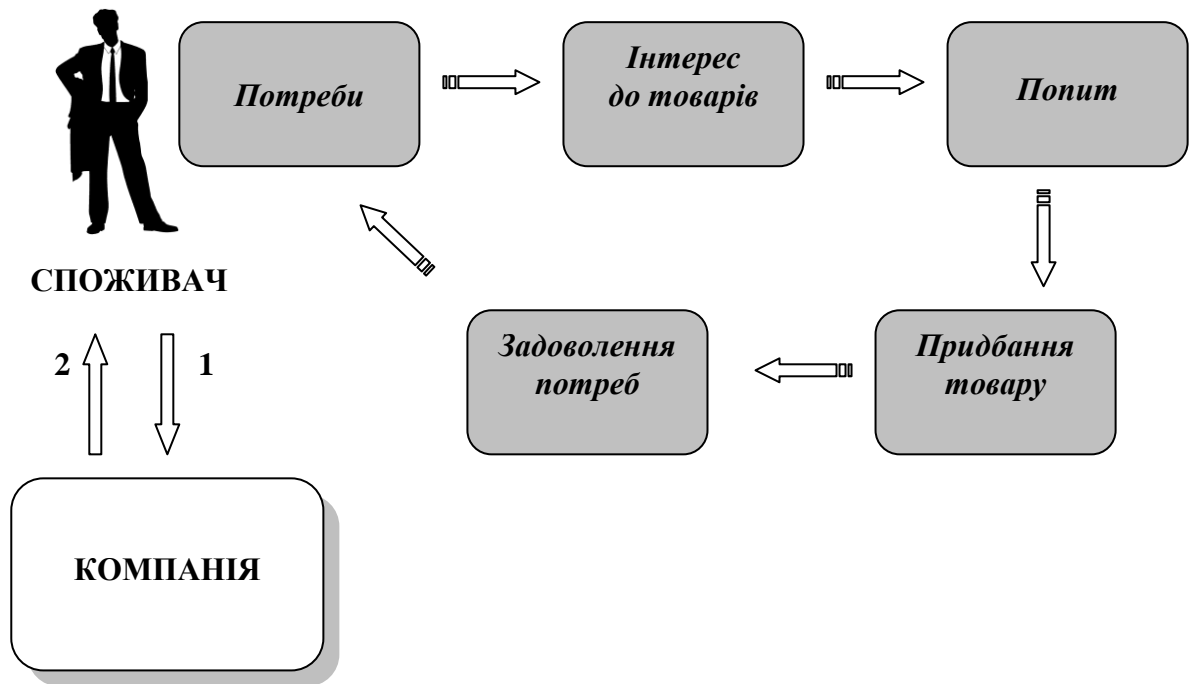 Потреби
Інтерес
до товарів
Попит
СПОЖИВАЧ
2
1
Задоволення
потреб
Придбання
товару
КОМПАНІЯ